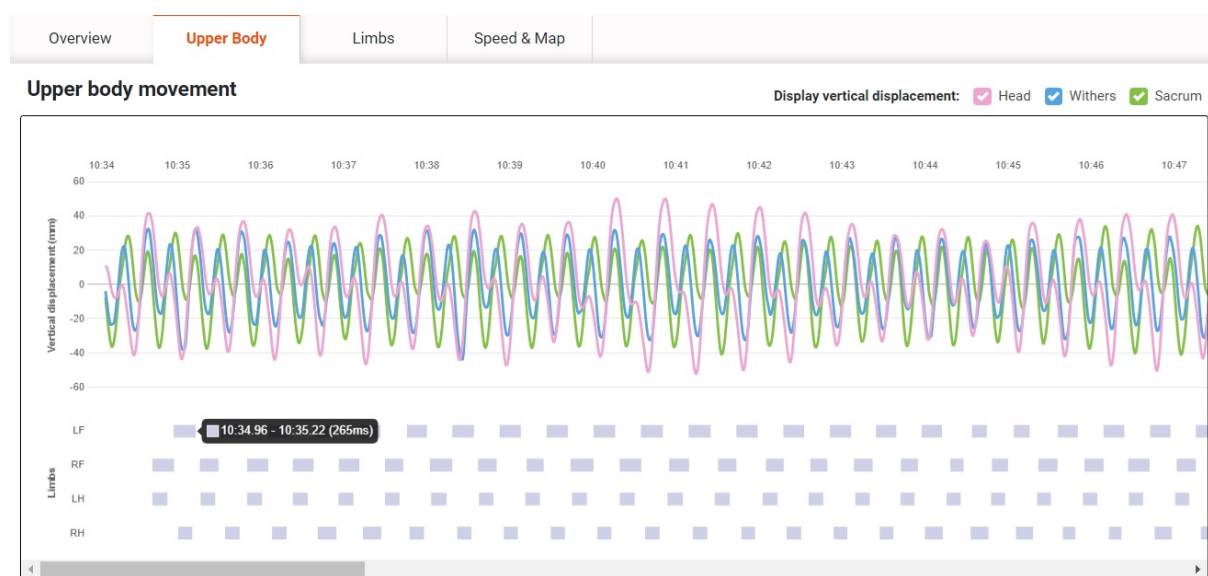 Overview Upper Body Limbs Speed & Map
Upper body movement
Display vertical displacement: Head Withers Sacrum
10:34 10:35 10:36 10:37 10:38 10:39 10:40 10:41 10:42 10:43 10:44 10:45 10:46 10:47
60
40
20
0
-20
-40
-60
Vertical displacement (mm)
LF 10:34.96 - 10:35.22 (265ms)
RF
LH
RH
Limbs